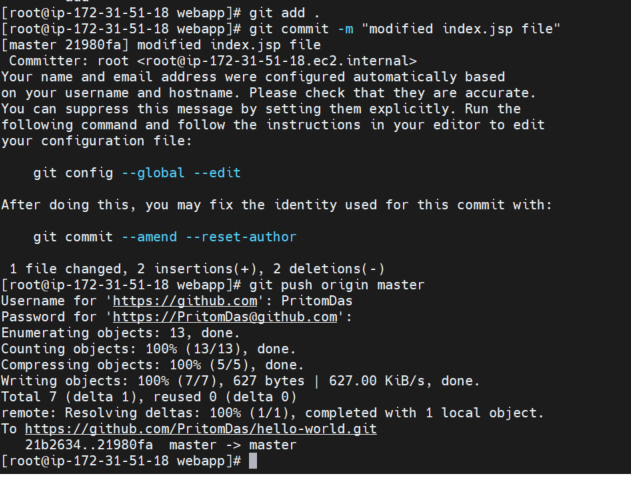 [root@ip-172-31-51-18 webapp]# git add .
[root@ip-172-31-51-18 webapp]# git commit -m "modified index.jsp file"
[master 21980fa] modified index.jsp file
 Committer: root <root@ip-172-31-51-18.ec2.internal>
Your name and email address were configured automatically based
on your username and hostname. Please check that they are accurate.
You can suppress this message by setting them explicitly. Run the
following command and follow the instructions in your editor to edit
your configuration file:

    git config --global --edit

After doing this, you may fix the identity used for this commit with:

    git commit --amend --reset-author

 1 file changed, 2 insertions(+), 2 deletions(-)
[root@ip-172-31-51-18 webapp]# git push origin master
Username for 'https://github.com': PritomDas
Password for 'https://PritomDas@github.com':
Enumerating objects: 13, done.
Counting objects: 100% (13/13), done.
Compressing objects: 100% (5/5), done.
Writing objects: 100% (7/7), 627 bytes | 627.00 KiB/s, done.
Total 7 (delta 1), reused 0 (delta 0)
remote: Resolving deltas: 100% (1/1), completed with 1 local object.
To https://github.com/PritomDas/hello-world.git
   21b2634..21980fa  master -> master
[root@ip-172-31-51-18 webapp]#